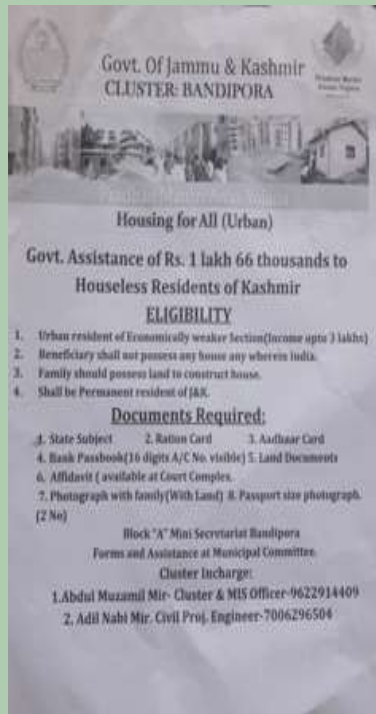 Govt. Of Jammu & Kashmir
CLUSTER: BANDIPORA
Housing for All (Urban)
Govt. Assistance of Rs. 1 lakh 66 thousands to
Houseless Residents of Kashmir
ELIGIBILITY
1. Urban resident of Economically weaker Section(Income upto 3 lakhs)
2. Beneficiary shall not possess any house any wherein India.
3. Family should possess land to construct house.
4. Shall be Permanent resident of J&K.
Documents Required:
1. State Subject 2. Ration Card 3. Aadhaar Card
4. Bank Passbook(16 digits A/C No. visible) 5. Land Documents
6. Affidavit ( available at Court Complex.
7. Photograph with family(With Land) 8. Passport size photograph.
(2 No)
Block "A" Mini Secretariat Bandipora
Forms and Assistance at Municipal Committee.
Cluster Incharge:
1.Abdul Muzamil Mir- Cluster & MIS Officer-9622914409
2. Adil Nabi Mir. Civil Proj. Engineer-7006296504